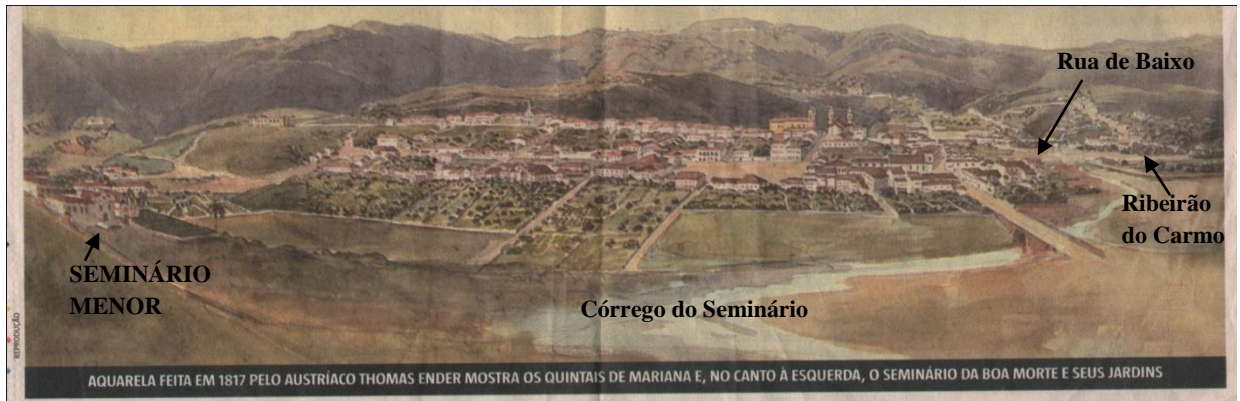 Rua de Baixo
Ribeirão
do Carmo
SEMINÁRIO
MENOR
Córrego do Seminário
REPRODUÇÃO
AQUARELA FEITA EM 1817 PELO AUSTRÍACO THOMAS ENDER MOSTRA OS QUINTAIS DE MARIANA E, NO CANTO À ESQUERDA, O SEMINÁRIO DA BOA MORTE E SEUS JARDINS